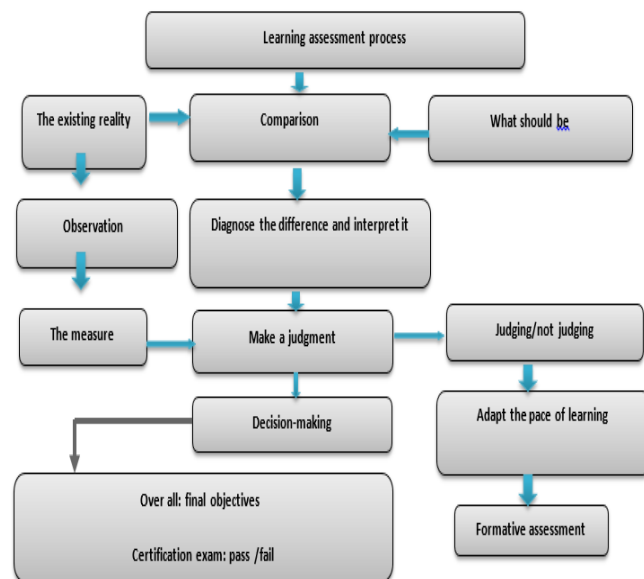 Learning assessment process
The existing reality
Comparison
What should be
Observation
Diagnose the difference and interpret it
The measure
Make a judgment
Judging/not judging
Decision-making
Adapt the pace of learning
Over all: final objectives
Certification exam: pass /fail
Formative assessment